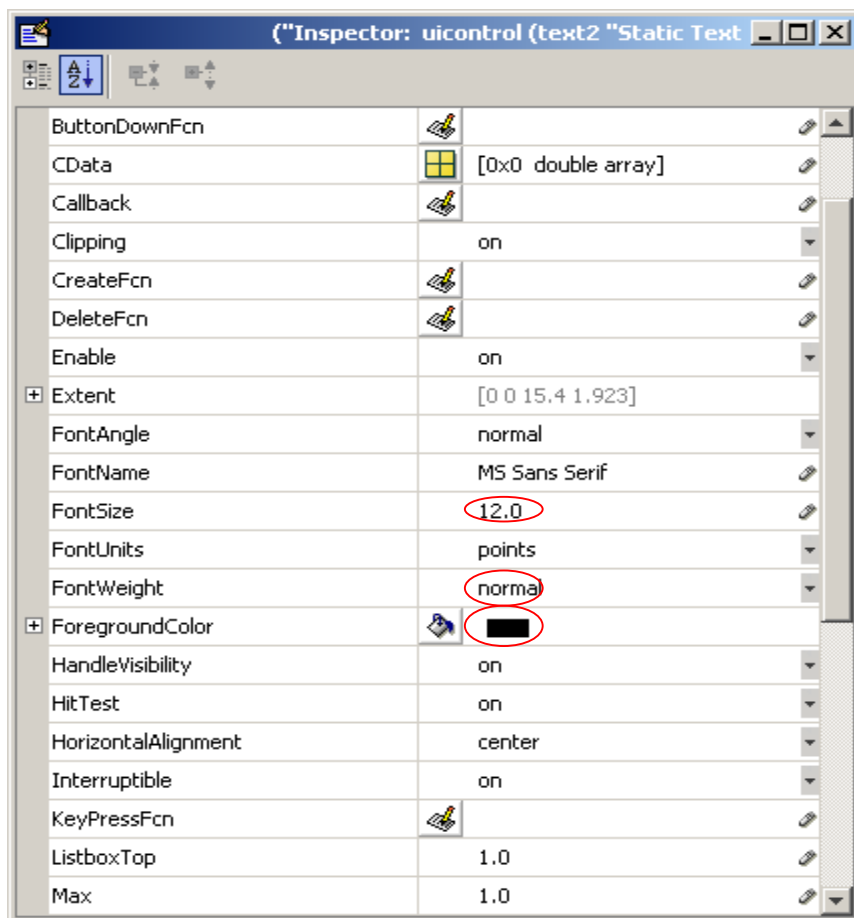 ("Inspector: uicontrol (text2 "Static Text
A
Z
ButtonDownFcn
CData [0x0 double array]
Callback
Clipping on
CreateFcn
DeleteFcn
Enable on
Extent [0 0 15.4 1.923]
FontAngle normal
FontName MS Sans Serif
FontSize 12.0
FontUnits points
FontWeight normal
ForegroundColor
HandleVisibility on
HitTest on
HorizontalAlignment center
Interruptible on
KeyPressFcn
ListboxTop 1.0
Max 1.0